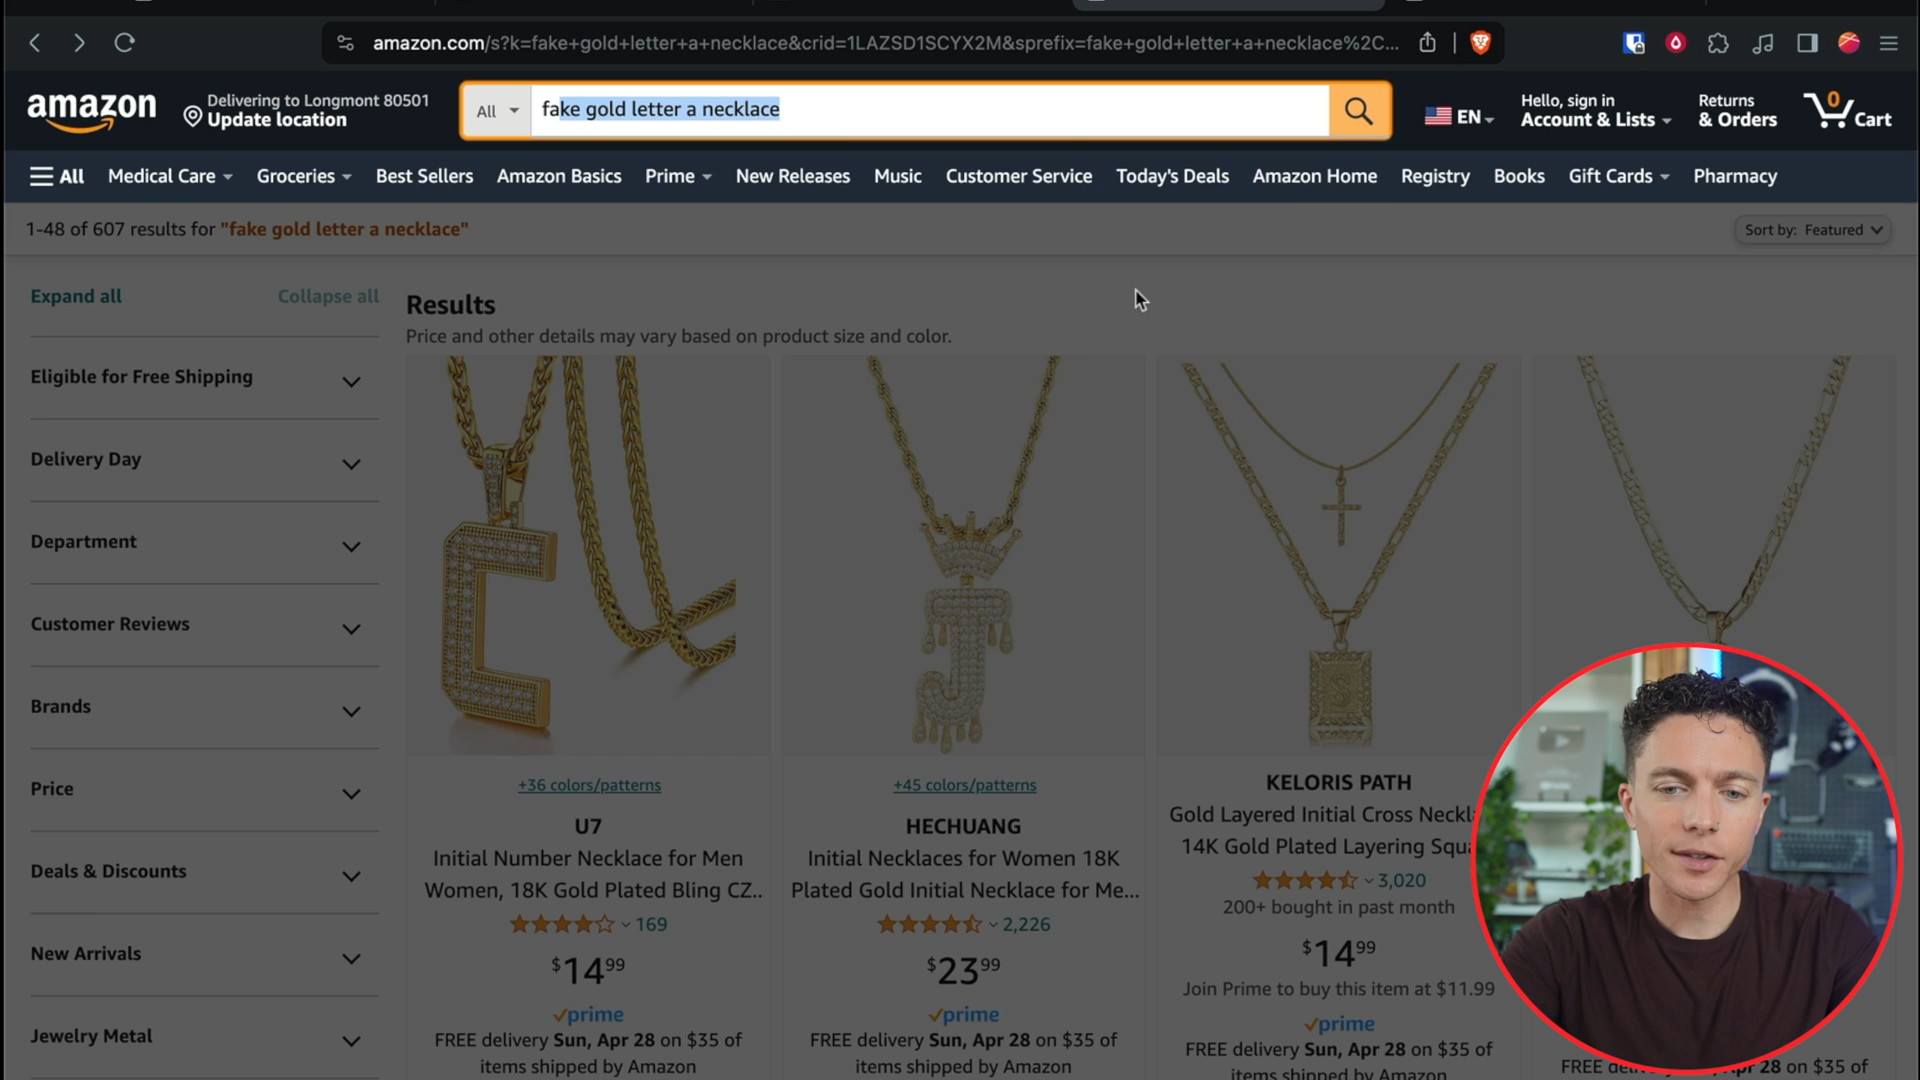 amazon.com/s?k=fake+gold+letter+a+necklace&crid=1LAZSD1SCYX2M&sprefix=fake+gold+letter+a+necklace%2C...
amazon
Delivering to Longmont 80501
Update location
All
fake gold letter a necklace
EN
Hello, sign in
Account & Lists
Returns
& Orders
0
Cart
All
Medical Care
Groceries
Best Sellers
Amazon Basics
Prime
New Releases
Music
Customer Service
Today's Deals
Amazon Home
Registry
Books
Gift Cards
Pharmacy
1-48 of 607 results for "fake gold letter a necklace"
Sort by: Featured
Expand all
Collapse all
Eligible for Free Shipping
Delivery Day
Department
Customer Reviews
Brands
Price
Deals & Discounts
New Arrivals
Jewelry Metal
Results
Price and other details may vary based on product size and color.
+36 colors/patterns
U7
Initial Number Necklace for Men
Women, 18K Gold Plated Bling CZ..
169
$14 99
prime
FREE delivery Sun, Apr 28 on $35 of
items shipped by Amazon
+45 colors/patterns
HECHUANG
Initial Necklaces for Women 18K
Plated Gold Initial Necklace for Me...
2,226
$23 99
prime
FREE delivery Sun, Apr 28 on $35 of
items shipped by Amazon
KELORIS PATH
Gold Layered Initial Cross
14K Gold Plated Layering
3,020
200+ bought in past month
$14 99
Join Prime to buy this item at $11.99
prime
FREE delivery Sun, Apr 28 on $35 of
items shipped by Amazon
FREE 28 on $35 of